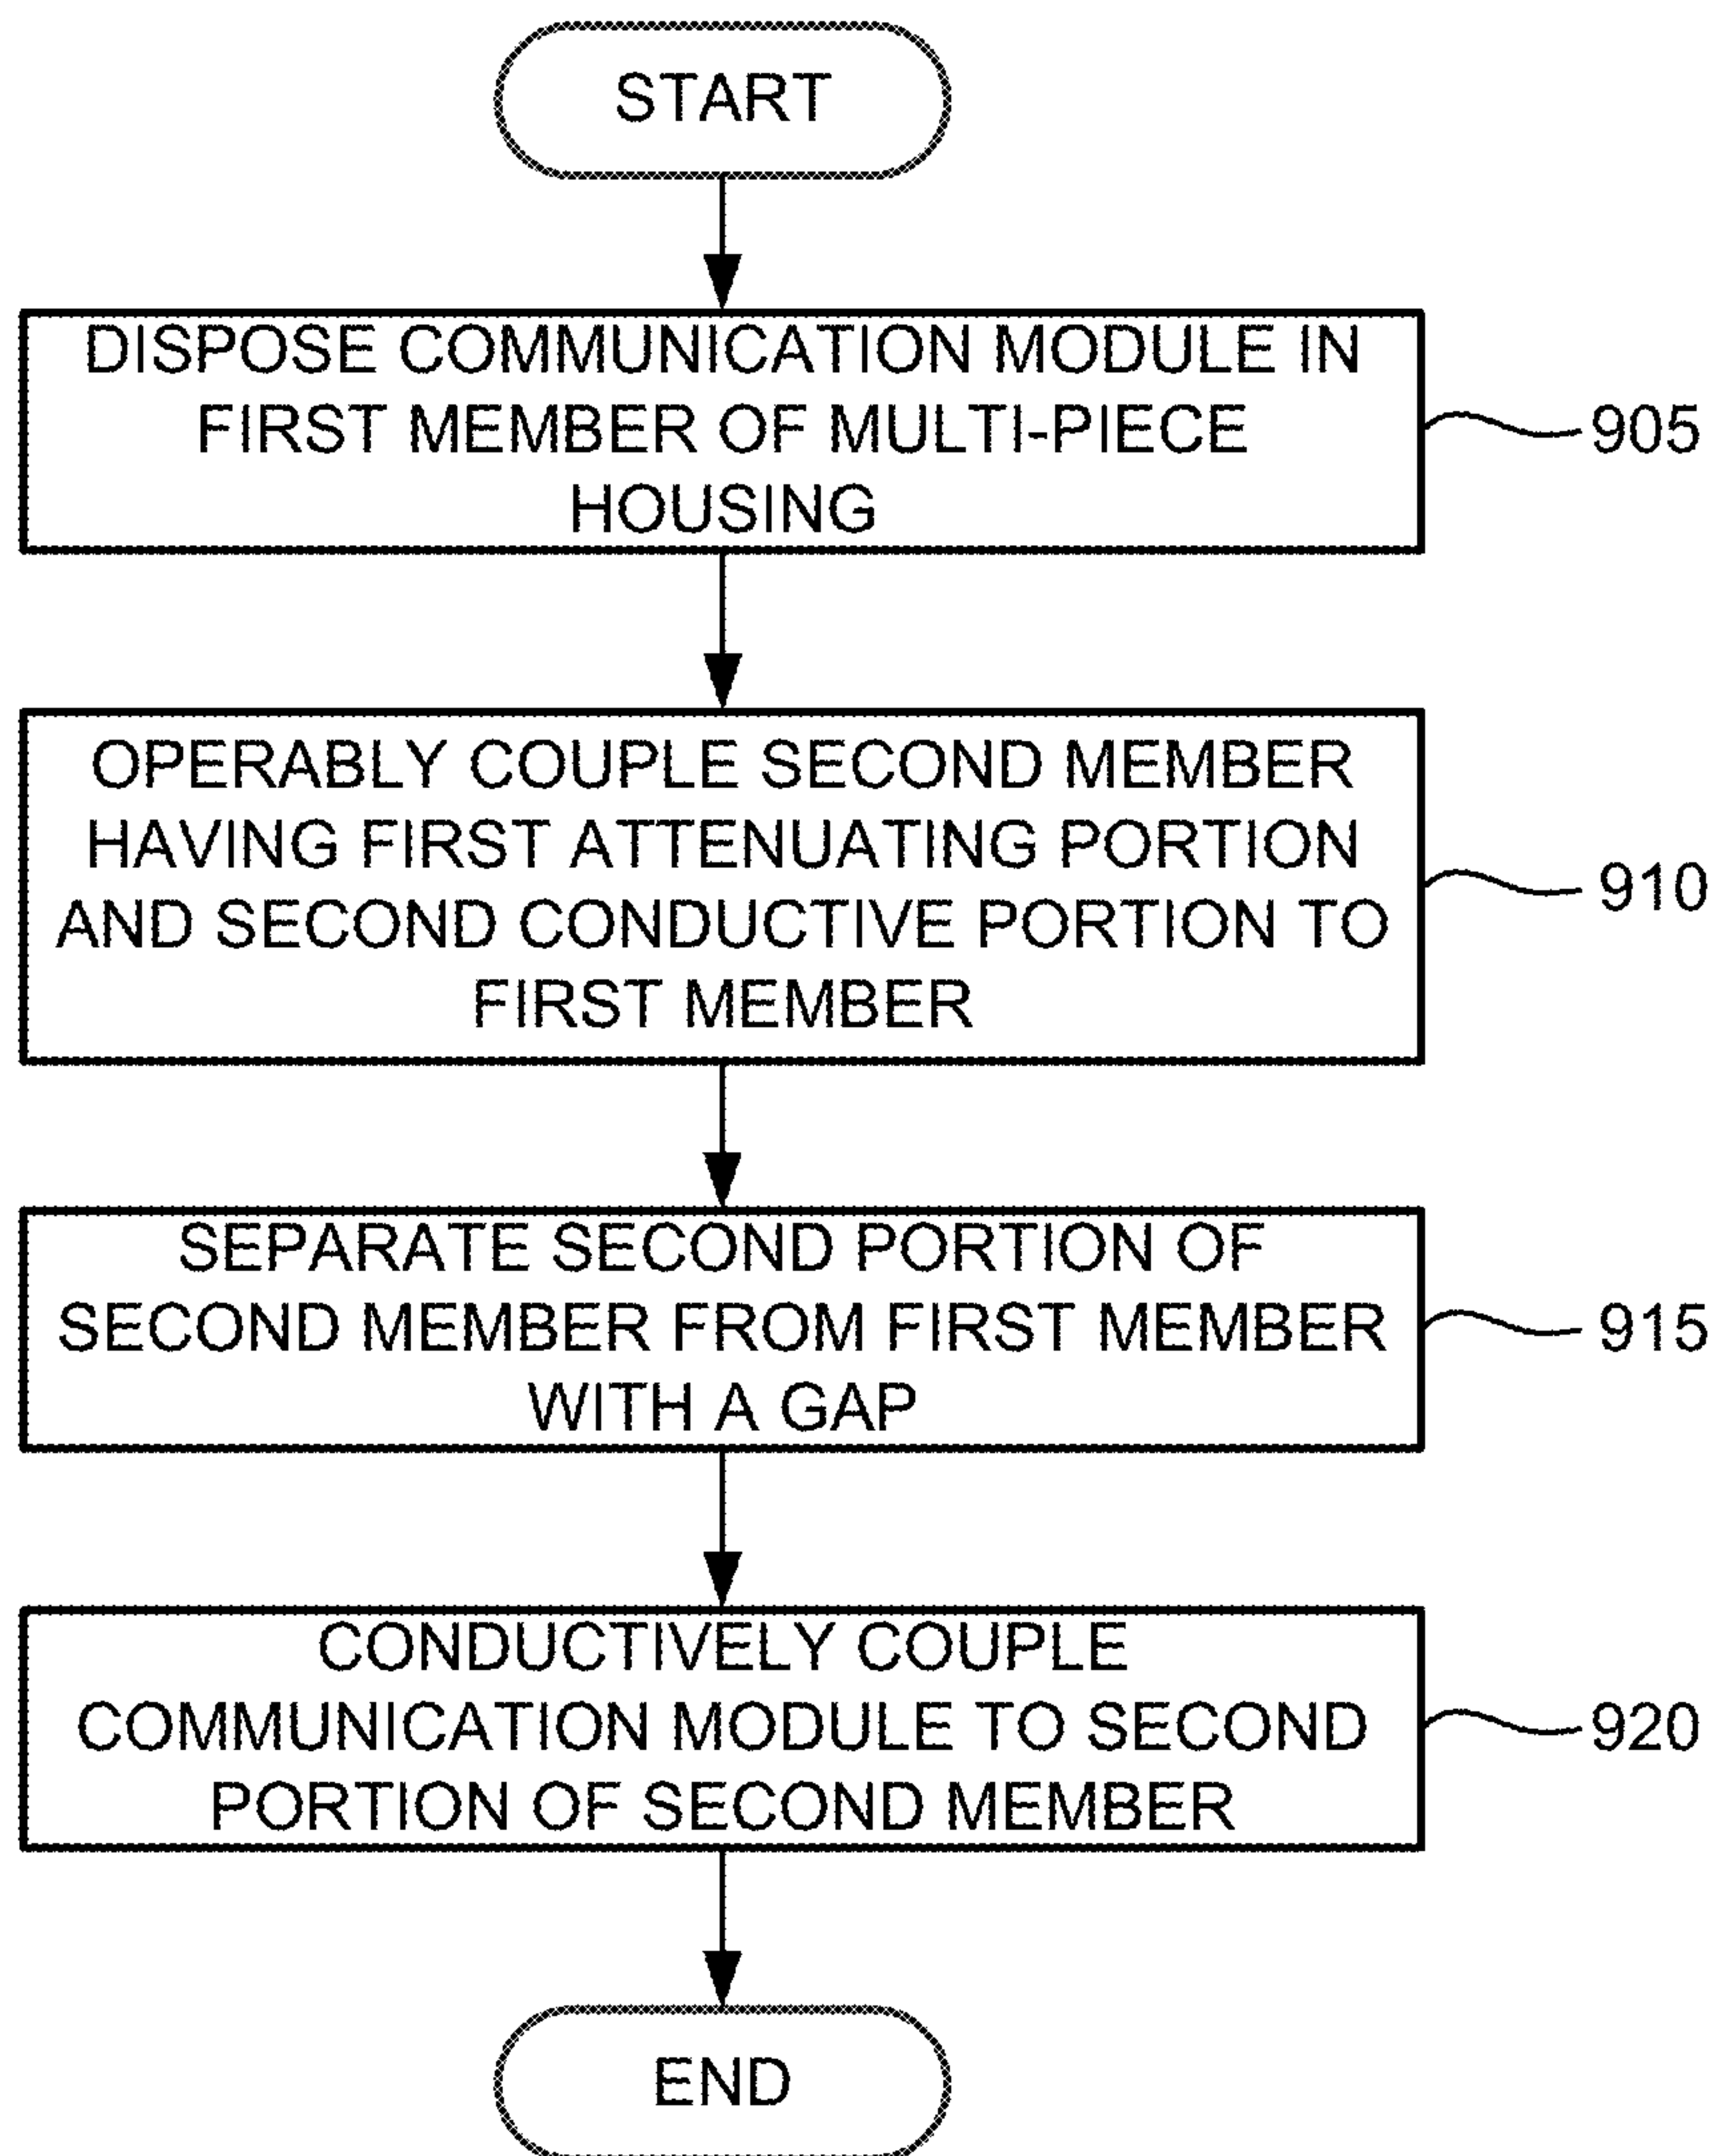 START
DISPOSE COMMUNICATION MODULE IN
FIRST MEMBER OF MULTI-PIECE
HOUSING
905
OPERABLY COUPLE SECOND MEMBER
HAVING FIRST ATTENUATING PORTION
AND SECOND CONDUCTIVE PORTION TO
FIRST MEMBER
910
SEPARATE SECOND PORTION OF
SECOND MEMBER FROM FIRST MEMBER
WITH A GAP
915
CONDUCTIVELY COUPLE
COMMUNICATION MODULE TO SECOND
PORTION OF SECOND MEMBER
920
END